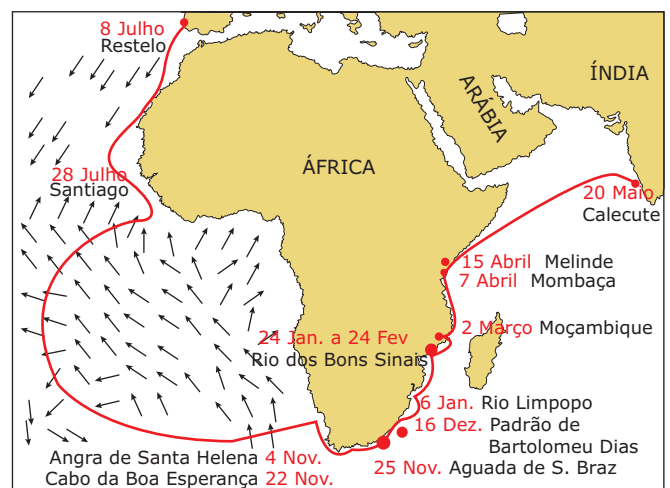 8 Julho
Restelo
ÍNDIA
ARÁBIA
ÁFRICA
28 Julho
Santiago
20 Maio
Calecute
15 Abril Melinde
7 Abril Mombaça
24 Jan. a 24 Fev
2 Março Moçambique
Rio dos Bons Sinais
6 Jan. Rio Limpopo
16 Dez. Padrão de
Bartolomeu Dias
Angra de Santa Helena 4 Nov.
Cabo da Boa Esperança 22 Nov.
25 Nov. Aguada de S. Braz